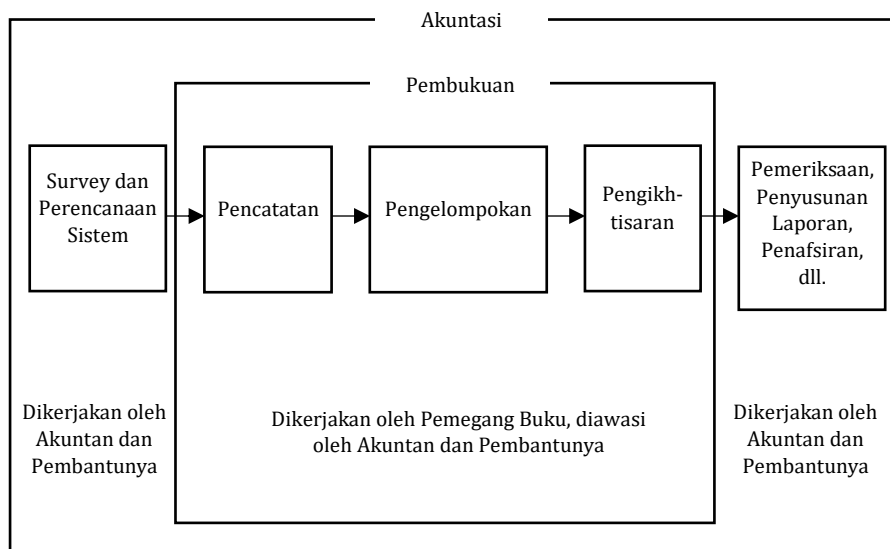 Akuntasi
Pembukuan
Survey dan
Perencanaan
Sistem
Pencatatan
Pengelompokan
Pengikh-
tisaran
Pemeriksaan,
Penyusunan
Laporan,
Penafsiran,
dll.
Dikerjakan oleh
Akuntan dan
Pembantunya
Dikerjakan oleh Pemegang Buku, diawasi
oleh Akuntan dan Pembantunya
Dikerjakan oleh
Akuntan dan
Pembantunya